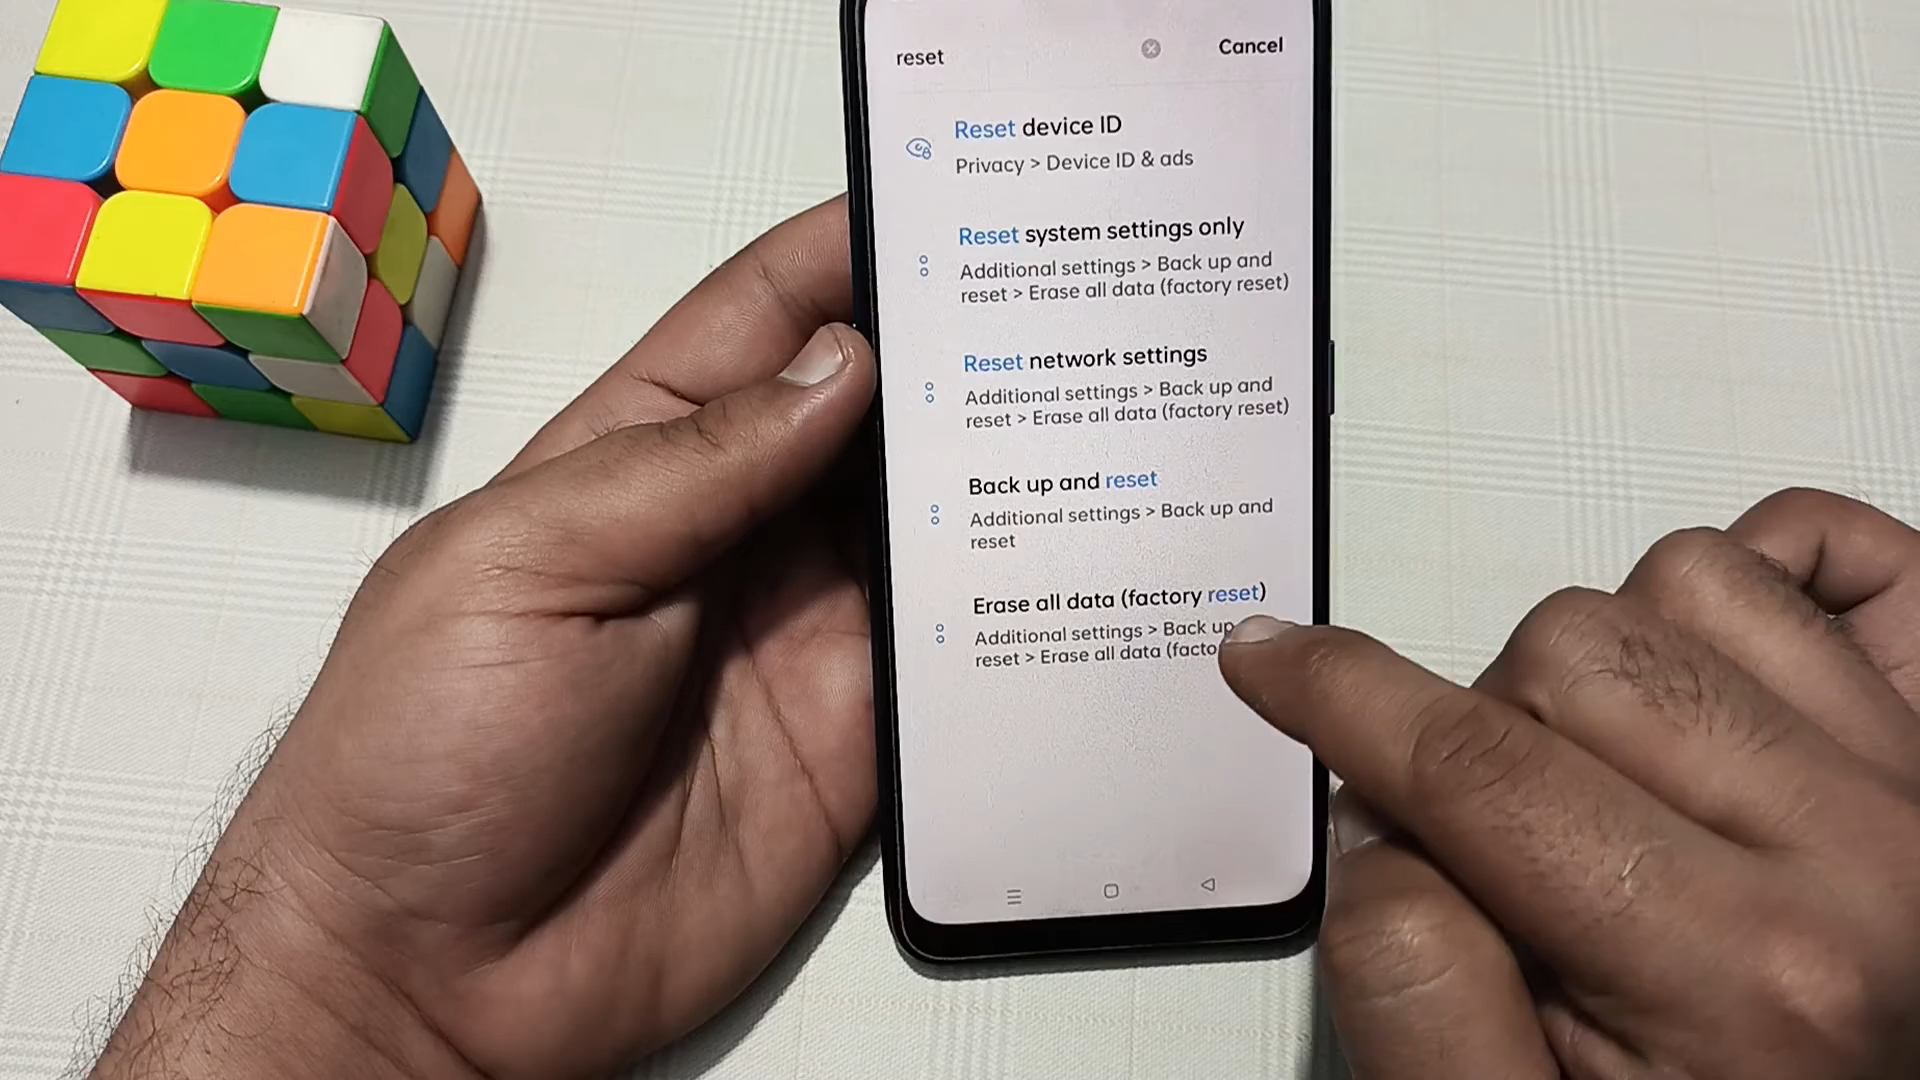 reset
Cancel
Reset device ID
Privacy > Device ID & ads
Reset system settings only
Additional settings > Back up and
reset > Erase all data (factory reset)
Reset network settings
Additional settings > Back up and
reset > Erase all data (factory reset)
Back up and reset
Additional settings > Back up and
reset
Erase all data (factory reset)
Additional settings > Back up
reset > Erase all data (facto